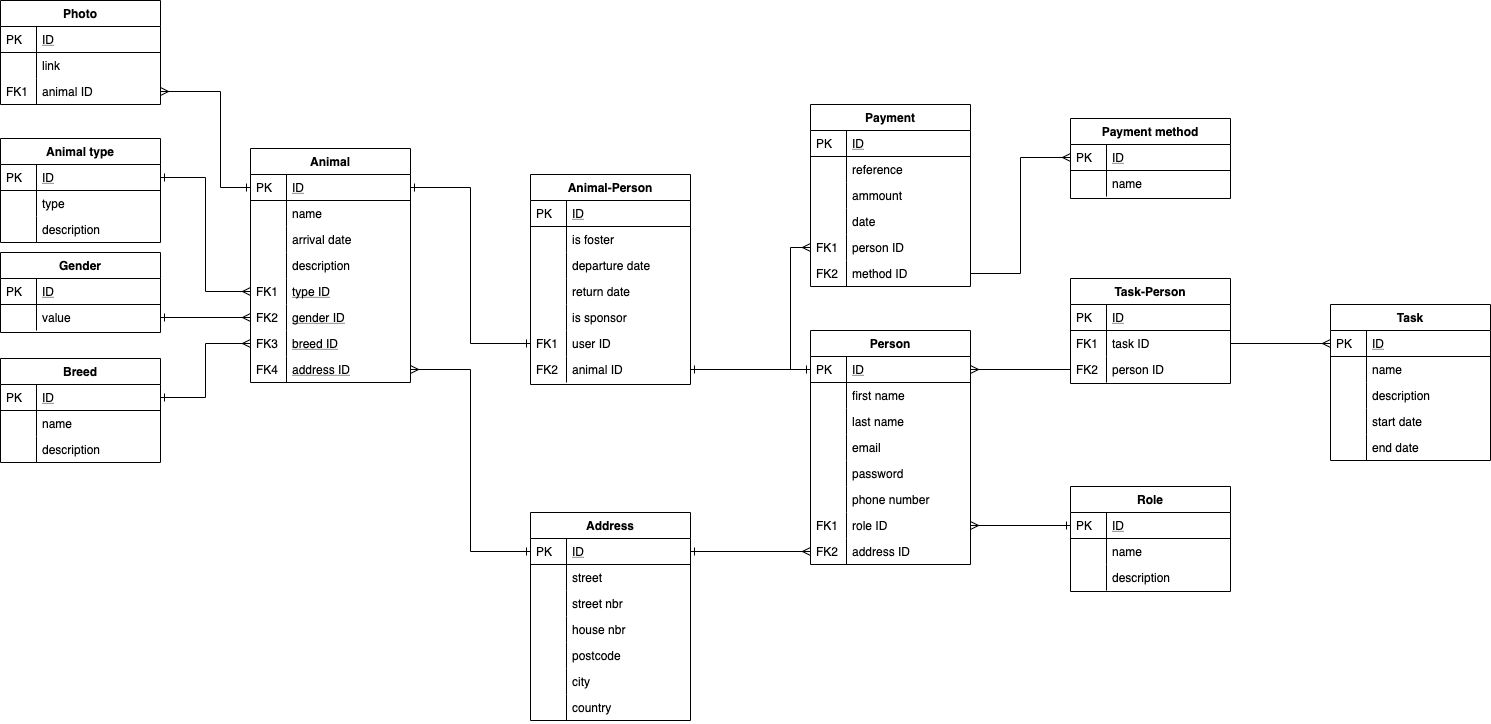 Photo
PK ID
link
FK1 animal ID
Animal type
PK ID
type
description
Gender
PK ID
value
Breed
PK ID
name
description
Animal
PK ID
name
arrival date
description
FK1 type ID
FK2 gender ID
FK3 breed ID
FK4 address ID
Animal-Person
PK ID
is foster
departure date
return date
is sponsor
FK1 user ID
FK2 animal ID
Address
PK ID
street
street nbr
house nbr
postcode
city
country
Payment
PK ID
reference
ammount
date
FK1 person ID
FK2 method ID
Person
PK ID
first name
last name
email
password
phone number
FK1 role ID
FK2 address ID
Payment method
PK ID
name
Task-Person
PK ID
FK1 task ID
FK2 person ID
Role
PK ID
name
description
Task
PK ID
name
description
start date
end date